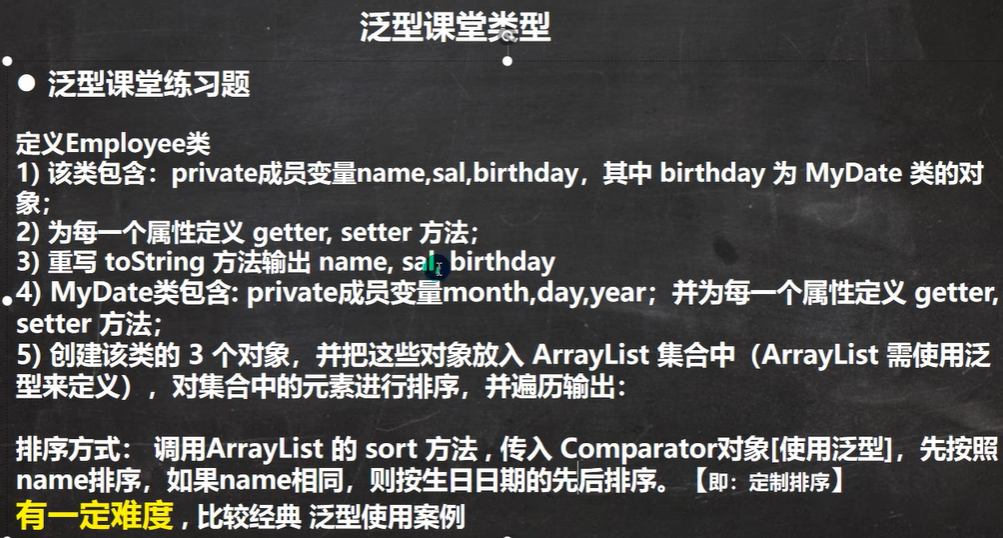 泛型课堂类型
● 泛型课堂练习题
定义Employee类
1) 该类包含：private成员变量name,sal,birthday，其中 birthday 为 MyDate 类的对
象；
2) 为每一个属性定义 getter, setter 方法；
3) 重写 toString 方法输出 name, sal, birthday
4) MyDate类包含: private成员变量month,day,year；并为每一个属性定义 getter,
setter 方法；
5) 创建该类的 3 个对象，并把这些对象放入 ArrayList 集合中（ArrayList 需使用泛
型来定义），对集合中的元素进行排序，并遍历输出：
排序方式： 调用ArrayList 的 sort 方法 , 传入 Comparator对象[使用泛型]，先按照
name排序，如果name相同，则按生日日期的先后排序。【即：定制排序】
有一定难度 , 比较经典 泛型使用案例